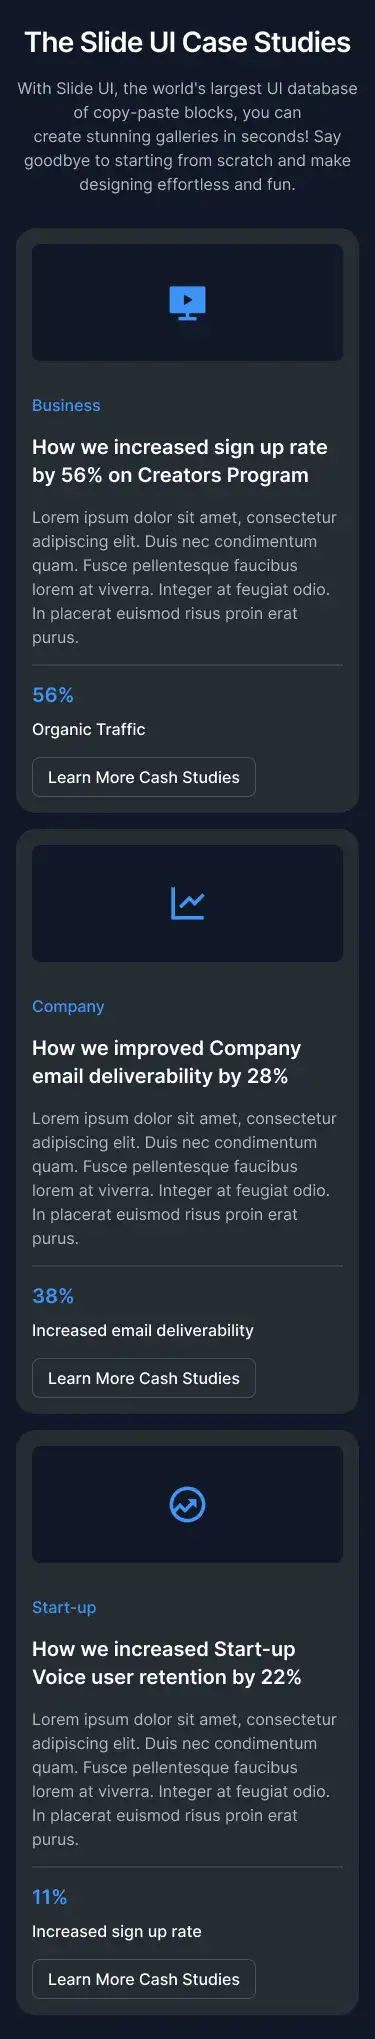 The Slide UI Case Studies
With Slide UI, the world's largest UI database
of copy-paste blocks, you can
create stunning galleries in seconds! Say
goodbye to starting from scratch and make
designing effortless and fun.
Business
How we increased sign up rate
by 56% on Creators Program
Lorem ipsum dolor sit amet, consectetur
adipiscing elit. Duis nec condimentum
quam. Fusce pellentesque faucibus
lorem at viverra. Integer at feugiat odio.
In placerat euismod risus proin erat
purus.
56%
Organic Traffic
Learn More Cash Studies
Company
How we improved Company
email deliverability by 28%
Lorem ipsum dolor sit amet, consectetur
adipiscing elit. Duis nec condimentum
quam. Fusce pellentesque faucibus
lorem at viverra. Integer at feugiat odio.
In placerat euismod risus proin erat
purus.
38%
Increased email deliverability
Learn More Cash Studies
Start-up
How we increased Start-up
Voice user retention by 22%
Lorem ipsum dolor sit amet, consectetur
adipiscing elit. Duis nec condimentum
quam. Fusce pellentesque faucibus
lorem at viverra. Integer at feugiat odio.
In placerat euismod risus proin erat
purus.
11%
Increased sign up rate
Learn More Cash Studies